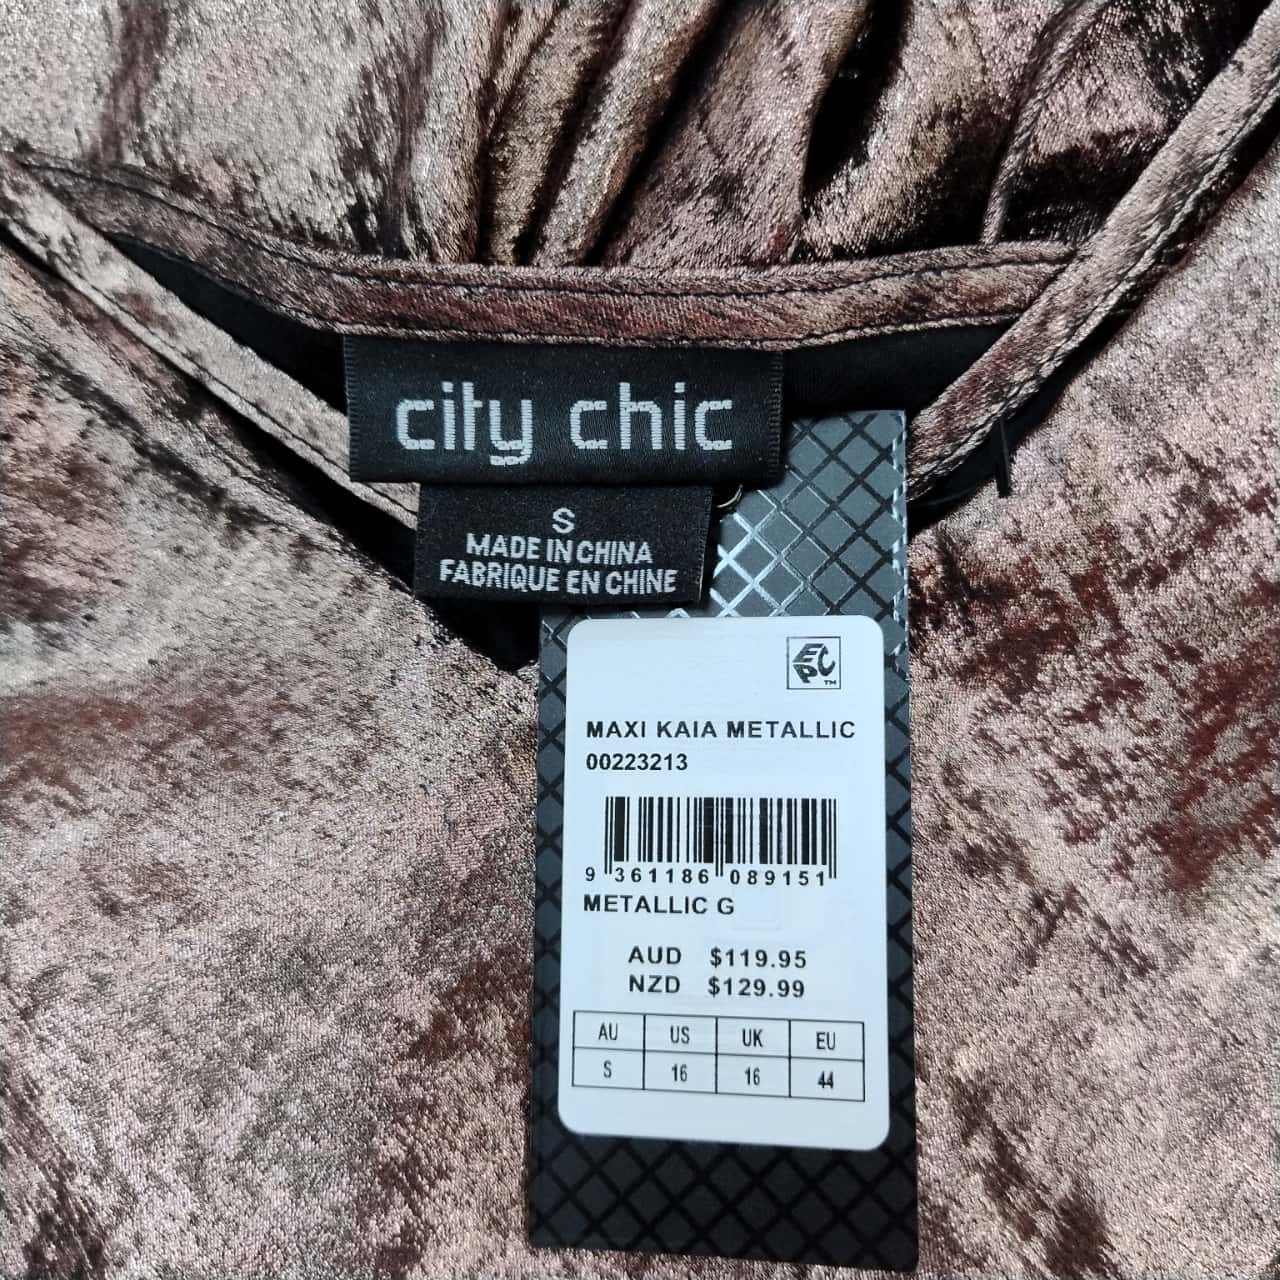 city chic
S
MADE IN CHINA
FABRIQUE EN CHINE
EPC™
MAXI KAIA METALLIC
00223213
9 361186 089151
METALLIC G
AUD $119.95
NZD $129.99
AU US UK EU
S 16 16 44